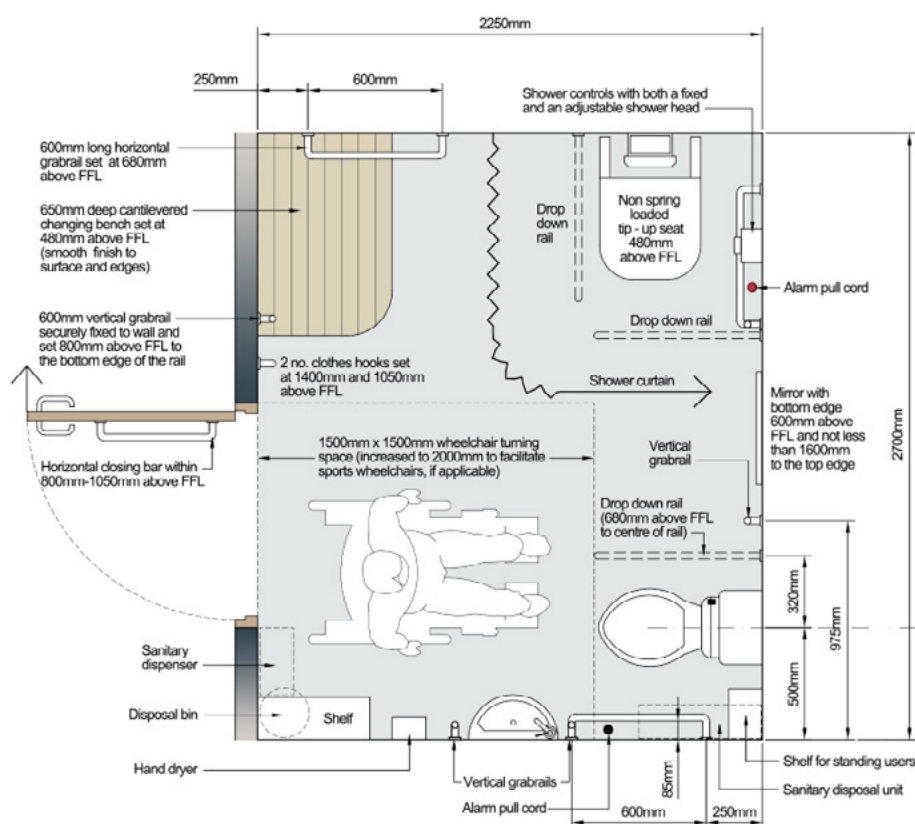 2250mm
250mm
600mm
Shower controls with both a fixed
and an adjustable shower head
600mm long horizontal
grabrail set at 680mm
above FFL
650mm deep cantilevered
changing bench set at
480mm above FFL
(smooth finish to
surface and edges)
Drop
down
rail
Non spring
loaded
tip - up seat
480mm
above FFL
Alarm pull cord
600mm vertical grabrail
securely fixed to wall and
set 800mm above FFL to
the bottom edge of the rail
Drop down rail
2 no. clothes hooks set
at 1400mm and 1050mm
above FFL
Shower curtain
Mirror with
bottom edge
600mm above
FFL and not less
than 1600mm
to the top edge
2700mm
Horizontal closing bar within
800mm-1050mm above FFL
1500mm x 1500mm wheelchair turning
space (increased to 2000mm to facilitate
sports wheelchairs, if applicable)
Vertical
grabrail
Drop down rail
(680mm above FFL
to centre of rail)
320mm
975mm
500mm
Sanitary
dispenser
Disposal bin
Shelf
Hand dryer
Vertical grabrails
Alarm pull cord
85mm
600mm
250mm
Shelf for standing users
Sanitary disposal unit